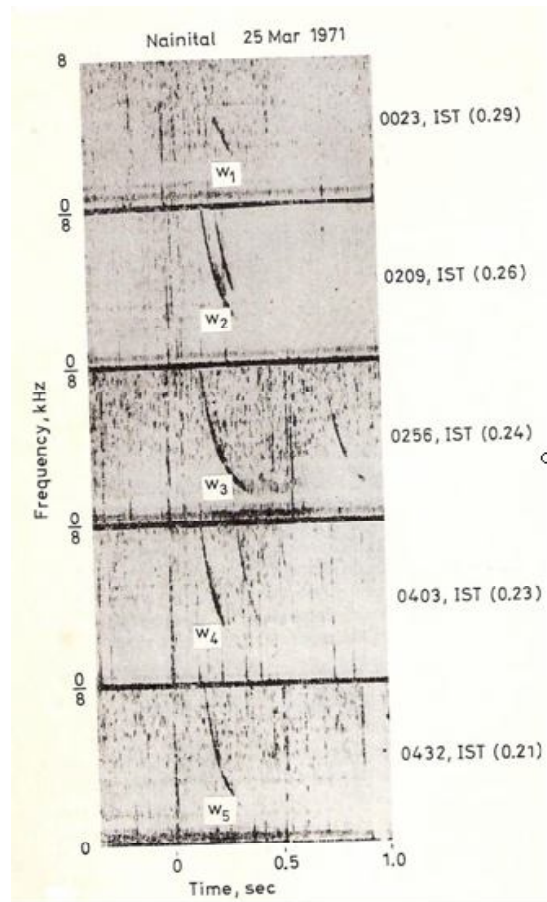 Nainital 25 Mar 1971
8
0023, IST (0.29)
W1
0
8
0209, IST (0.26)
W2
0
8
0256, IST (0.24)
W3
Frequency, kHz
0
8
0403, IST (0.23)
W4
0
8
0432, IST (0.21)
W5
0
0 0.5 1.0
Time, sec